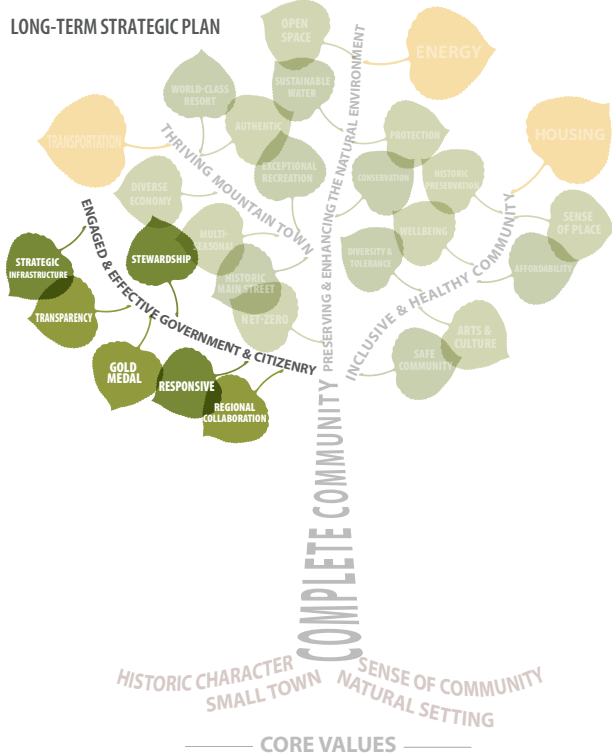 LONG-TERM STRATEGIC PLAN
OPEN
SPACE
ENERGY
WORLD-CLASS
RESORT
SUSTAINABLE
WATER
TRANSPORTATION
AUTHENTIC
PROTECTION
HOUSING
THRIVING MOUNTAIN TOWN
EXCEPTIONAL
RECREATION
PRESERVING & ENHANCING THE NATURAL ENVIRONMENT
CONSERVATION
HISTORIC
PRESERVATION
DIVERSE
ECONOMY
SENSE
OF PLACE
ENGAGED & EFFECTIVE GOVERNMENT & CITIZENRY
MULTI-
SEASONAL
WELLBEING
STRATEGIC
INFRASTRUCTURE
STEWARDSHIP
DIVERSITY &
TOLERANCE
AFFORDABILITY
HISTORIC
MAIN STREET
INCLUSIVE & HEALTHY COMMUNITY
TRANSPARENCY
NET-ZERO
ARTS &
CULTURE
GOLD
MEDAL
RESPONSIVE
SAFE
COMMUNITY
REGIONAL
COLLABORATION
COMPLETE COMMUNITY
HISTORIC CHARACTER
SENSE OF COMMUNITY
SMALL TOWN
NATURAL SETTING
CORE VALUES